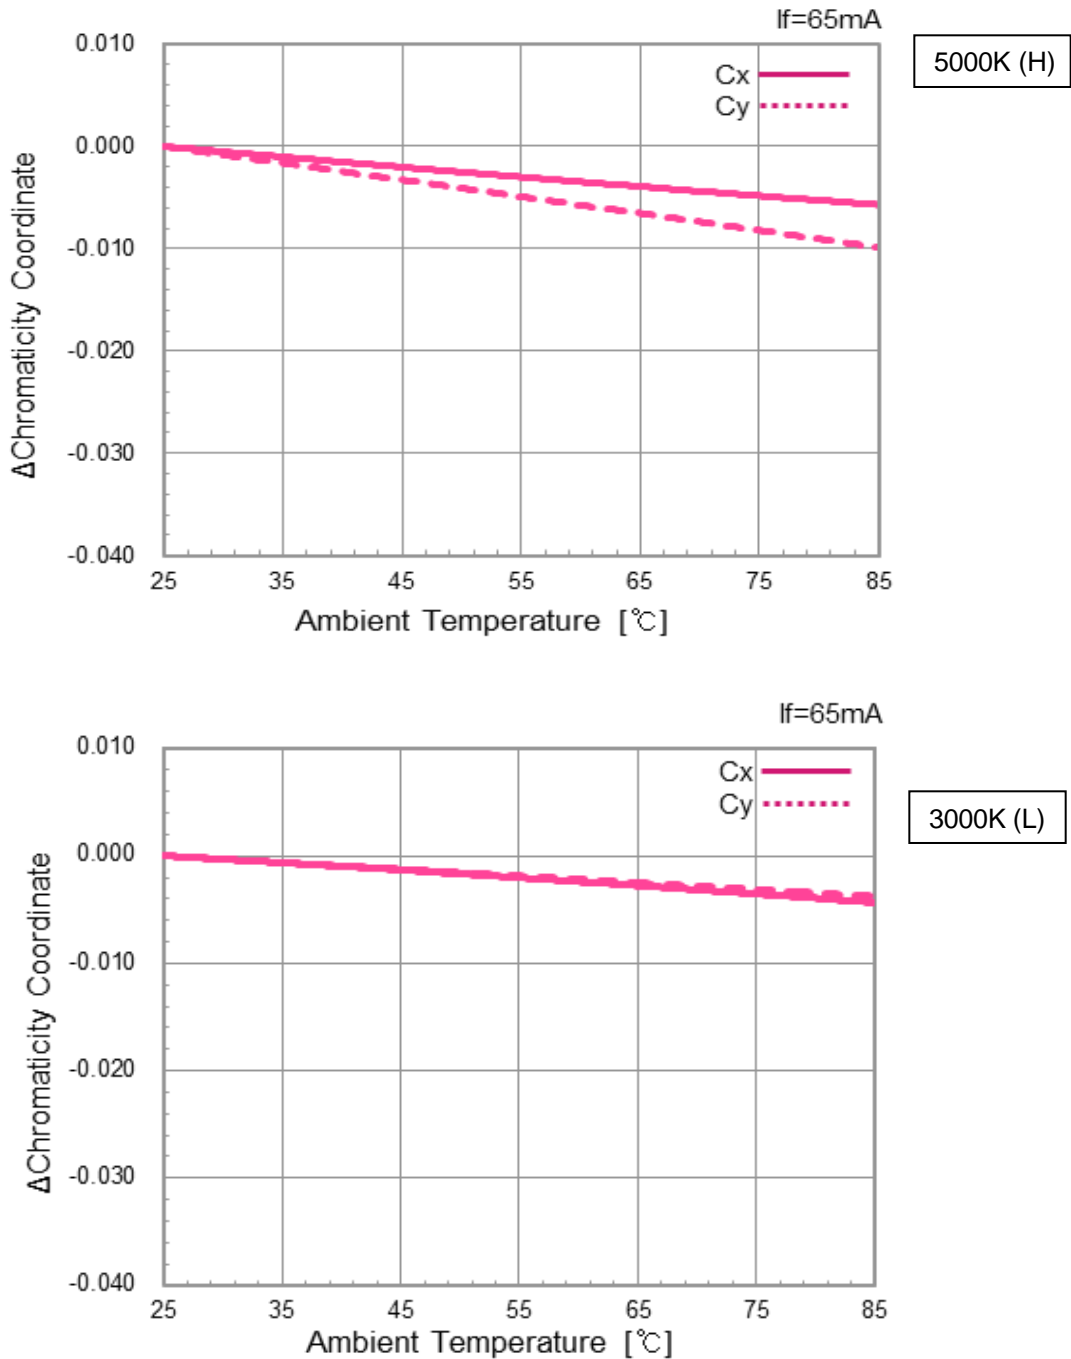 If=65mA
5000K (H)
0.010
Cx
Cy
0.000
-0.010
-0.020
-0.030
-0.040
ΔChromaticity Coordinate
25 35 45 55 65 75 85
Ambient Temperature [℃]
If=65mA
0.010
Cx
Cy
3000K (L)
0.000
-0.010
-0.020
-0.030
-0.040
ΔChromaticity Coordinate
25 35 45 55 65 75 85
Ambient Temperature [℃]